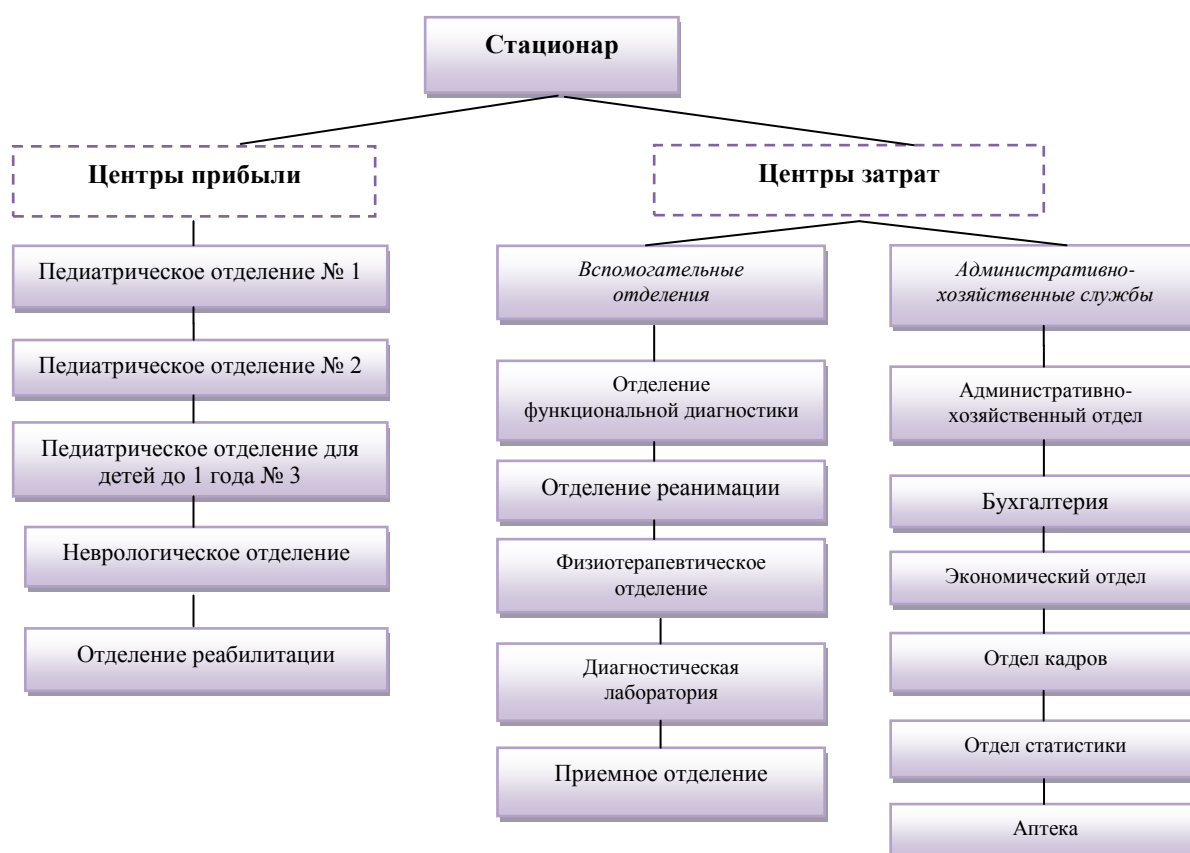 Стационар
Центры прибыли
Центры затрат
Педиатрическое отделение № 1
Педиатрическое отделение № 2
Педиатрическое отделение для
детей до 1 года № 3
Неврологическое отделение
Отделение реабилитации
Вспомогательные
отделения
Отделение
функциональной диагностики
Отделение реанимации
Физиотерапевтическое
отделение
Диагностическая
лаборатория
Приемное отделение
Административно-
хозяйственные службы
Административно-
хозяйственный отдел
Бухгалтерия
Экономический отдел
Отдел кадров
Отдел статистики
Аптека